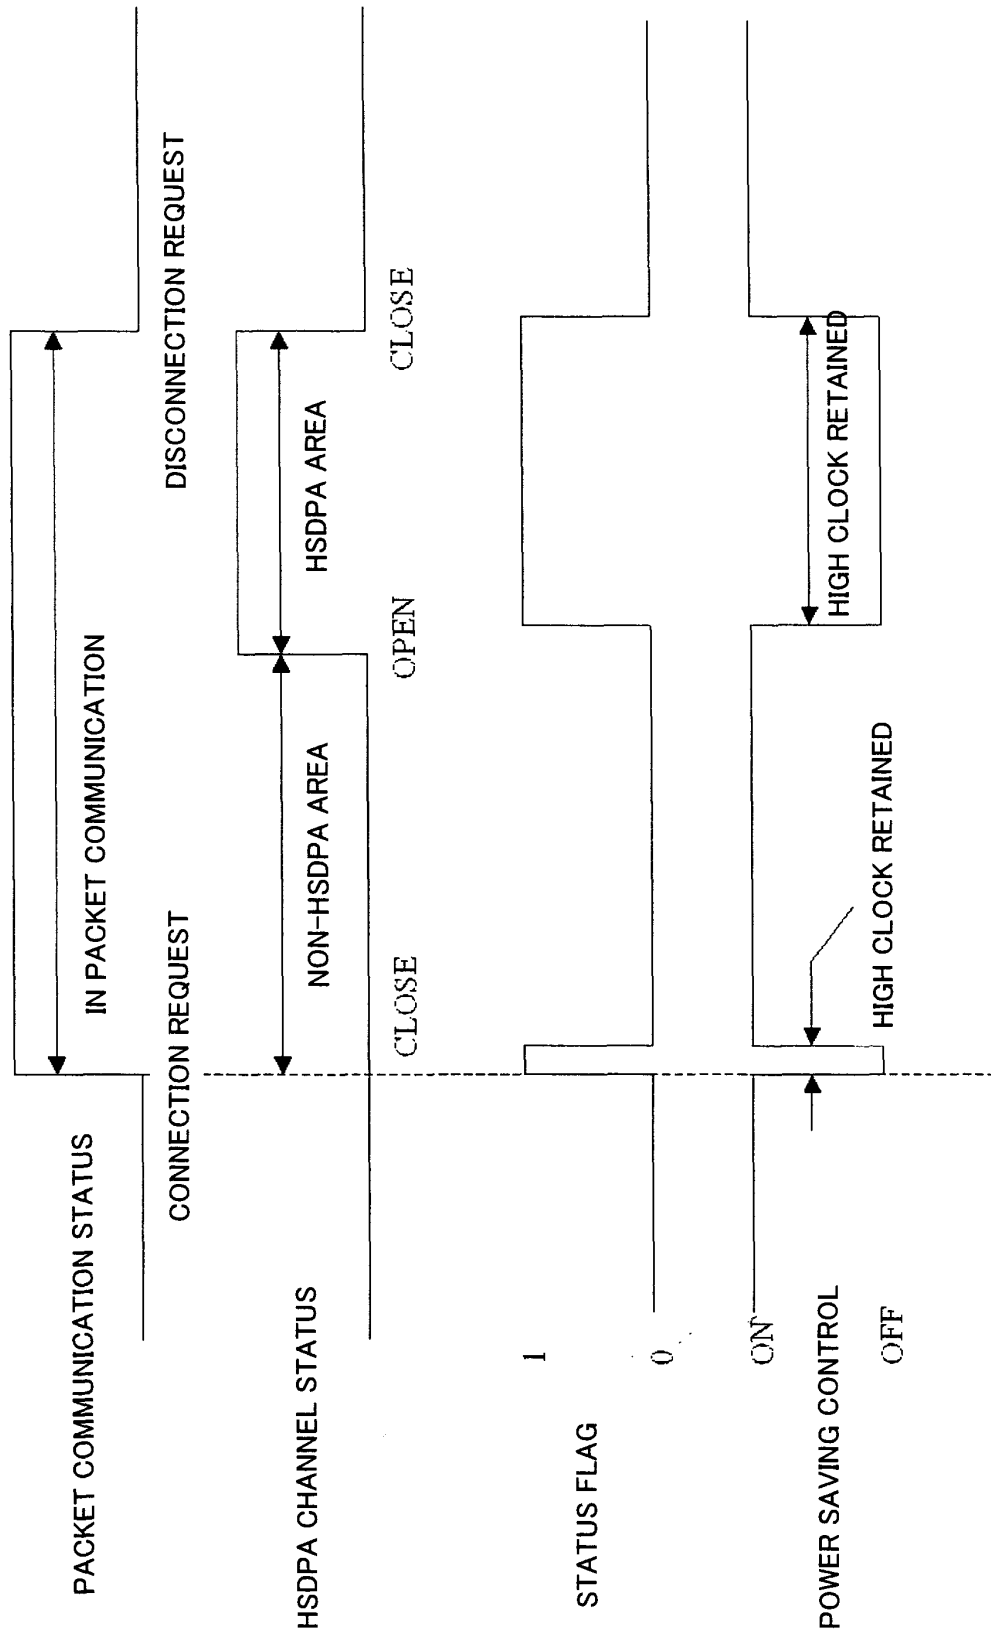 PACKET COMMUNICATION STATUS
IN PACKET COMMUNICATION
CONNECTION REQUEST
DISCONNECTION REQUEST
HSDPA CHANNEL STATUS
NON-HSDPA AREA
HSDPA AREA
CLOSE
OPEN
CLOSE
STATUS FLAG
1
0
POWER SAVING CONTROL
ON
OFF
HIGH CLOCK RETAINED
HIGH CLOCK RETAINED